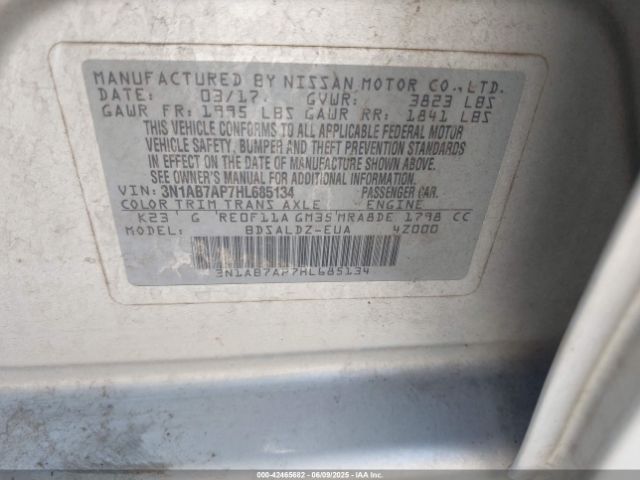 MANUFACTURED BY NISSAN MOTOR CO., LTD.
DATE: 03/17 GVWR: 3823 LBS
GAWR FR: 1995 LBS GAWR RR: 1841 LBS
THIS VEHICLE CONFORMS TO ALL APPLICABLE FEDERAL MOTOR
VEHICLE SAFETY, BUMPER AND THEFT PREVENTION STANDARDS
IN EFFECT ON THE DATE OF MANUFACTURE SHOWN ABOVE.
SEE OWNER'S MANUAL FOR ADDITIONAL INFORMATION.
VIN: 3N1AB7AP7HL685134 PASSENGER CAR.
COLOR TRIM TRANS AXLE ENGINE
K23 G RE0F11A GM35 MRA8DE 1798 CC
MODEL: BDSALDZ-EUA 4Z000
3N1AB7AP7HL685134
000-42465682 - 06/09/2025 - IAAI.COM